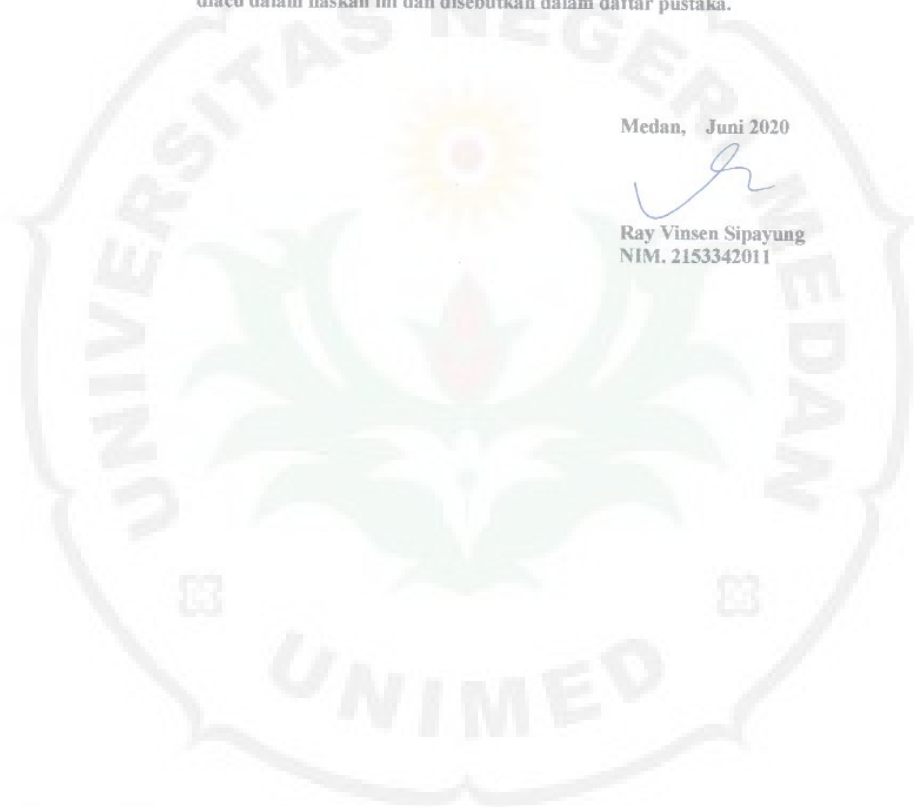 diacu dalam naskah ini dan disebutkan dalam daftar pustaka.
Medan, Juni 2020
Ray Vinsen Sipayung
NIM. 2153342011
UNIVERSITAS NEGERI MEDAN
UNIMED